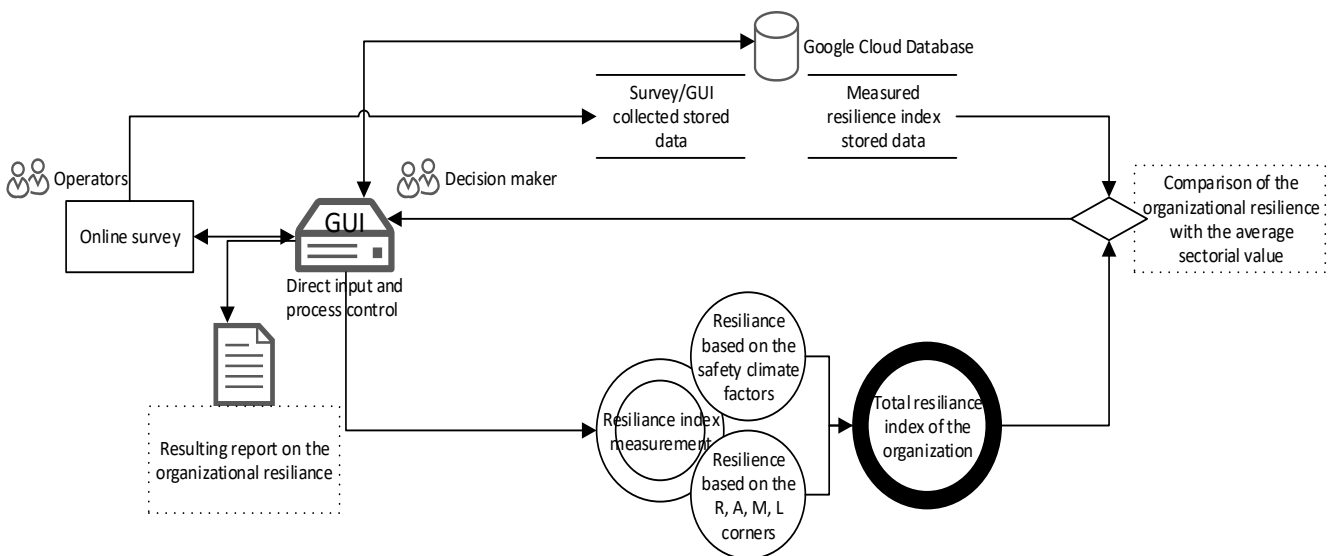 Google Cloud Database
Survey/GUI
collected stored
data
Measured
resilience index
stored data
Operators
Decision maker
Online survey
GUI
Direct input and
process control
Comparison of the
organizational resilience
with the average
sectorial value
Resulting report on the
organizational resiliance
Resiliance index
measurement
Resiliance
based on the
safety climate
factors
Resilience
based on the
R, A, M, L
corners
Total resiliance
index of the
organization